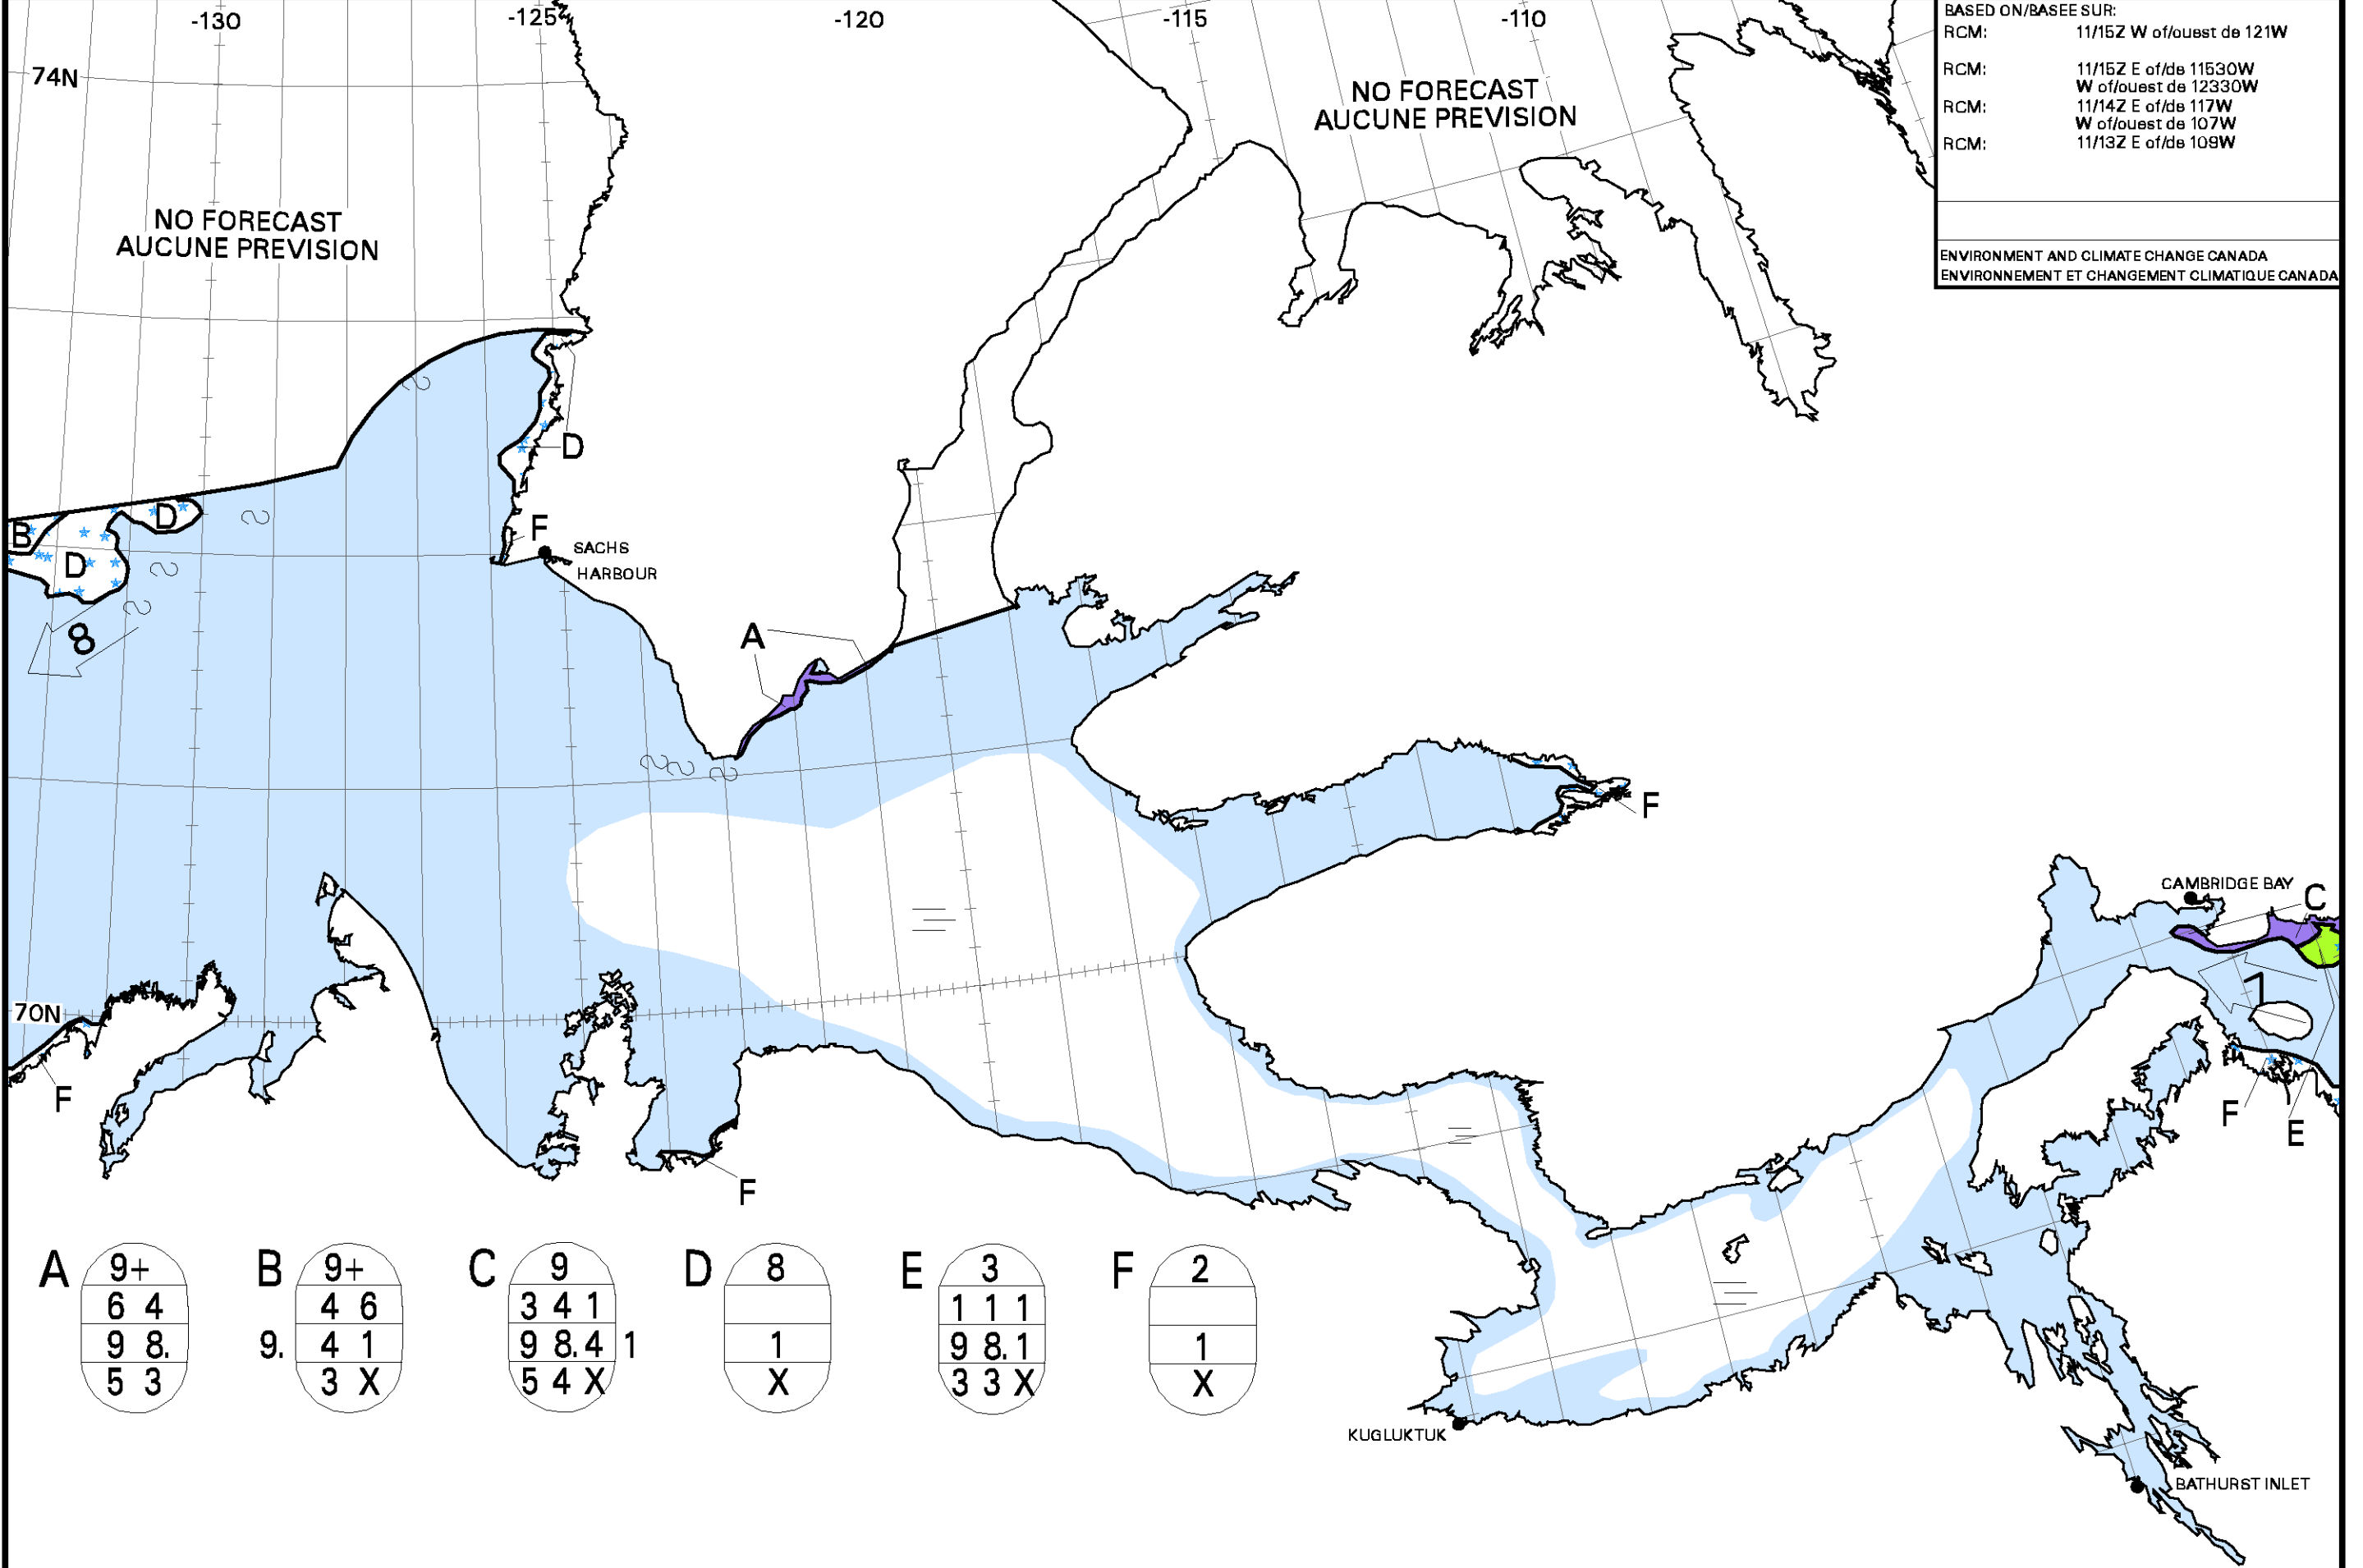 -130
-125
-120
-115
-110
BASED ON/BASEE SUR:
RCM: 11/15Z W of/ouest de 121W
RCM: 11/15Z E of/de 11530W
W of/ouest de 12330W
RCM: 11/14Z E of/de 117W
W of/ouest de 107W
RCM: 11/13Z E of/de 109W
ENVIRONMENT AND CLIMATE CHANGE CANADA
ENVIRONNEMENT ET CHANGEMENT CLIMATIQUE CANADA
74N
NO FORECAST
AUCUNE PREVISION
NO FORECAST
AUCUNE PREVISION
D
B
D
D
F
SACHS
HARBOUR
8
A
F
CAMBRIDGE BAY
C
1
70N
F
F
E
F
A
9+
6 4
9 8.
5 3
B
9+
4 6
9. 4 1
3 X
C
9
3 4 1
9 8. 4 1
5 4 X
D
8
1
X
E
3
1 1 1
9 8. 1
3 3 X
F
2
1
X
KUGLUKTUK
BATHURST INLET